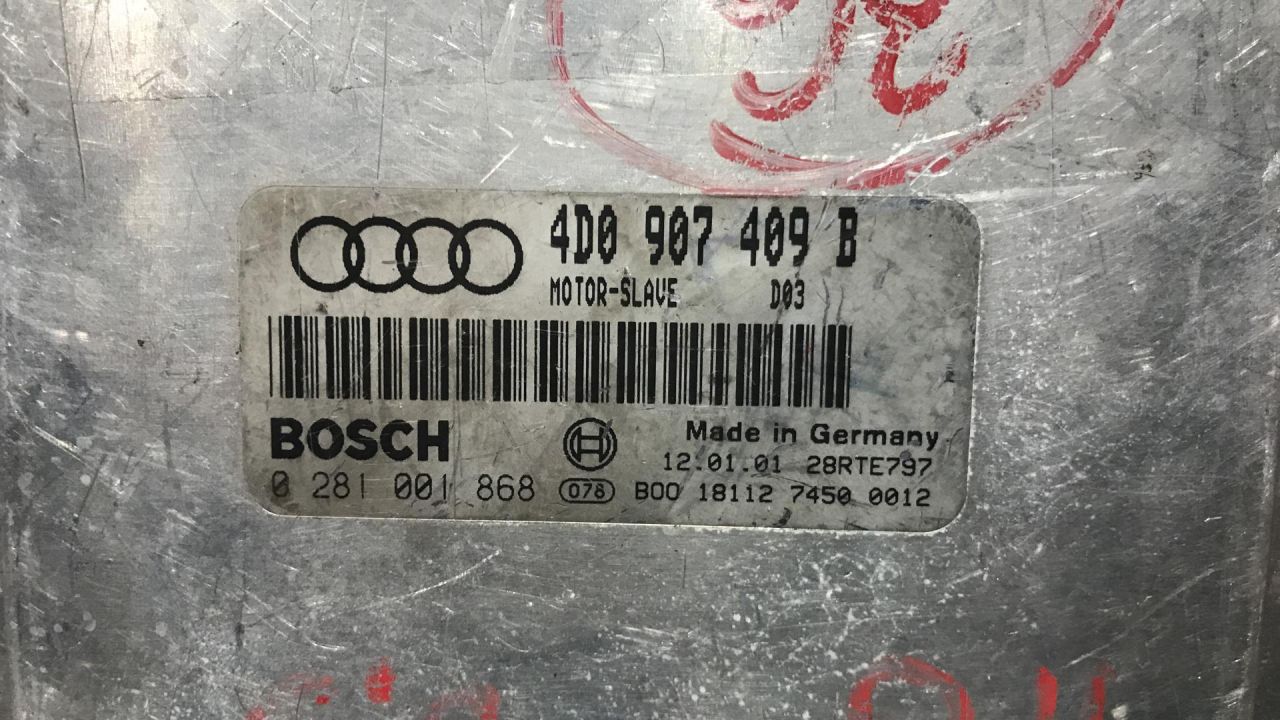 4D0 907 409 B
MOTOR-SLAVE D03
BOSCH
Made in Germany
12.01.01 28RTE797
0 281 001 868 078 B00 18112 7450 0012